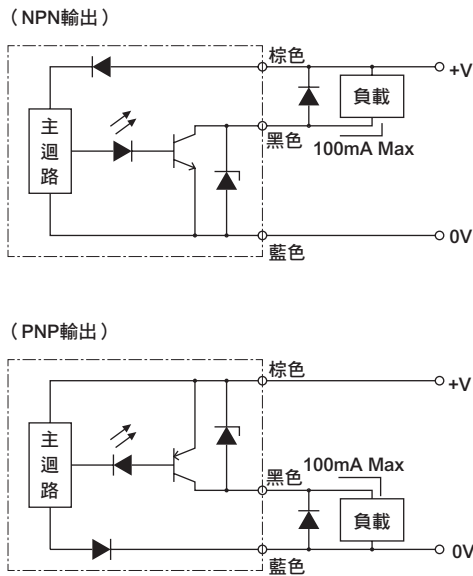 （NPN輸出）
棕色
+V
負載
主迴路
黑色
100mA Max
0V
藍色
（PNP輸出）
棕色
+V
主迴路
100mA Max
黑色
負載
0V
藍色